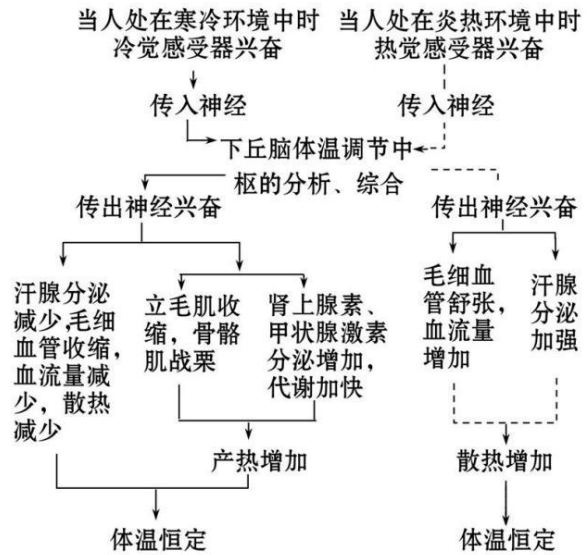 当人处在寒冷环境中时
冷觉感受器兴奋
当人处在炎热环境中时
热觉感受器兴奋
传入神经
传入神经
下丘脑体温调节中
枢的分析、综合
传出神经兴奋
传出神经兴奋
汗腺分泌
减少,毛细
血管收缩,
血流量减
少，散热
减少
立毛肌收
缩，骨骼
肌战栗
肾上腺素、
甲状腺激素
分泌增加,
代谢加快
毛细血
管舒张,
血流量
增加
汗腺
分泌
加强
产热增加
散热增加
体温恒定
体温恒定